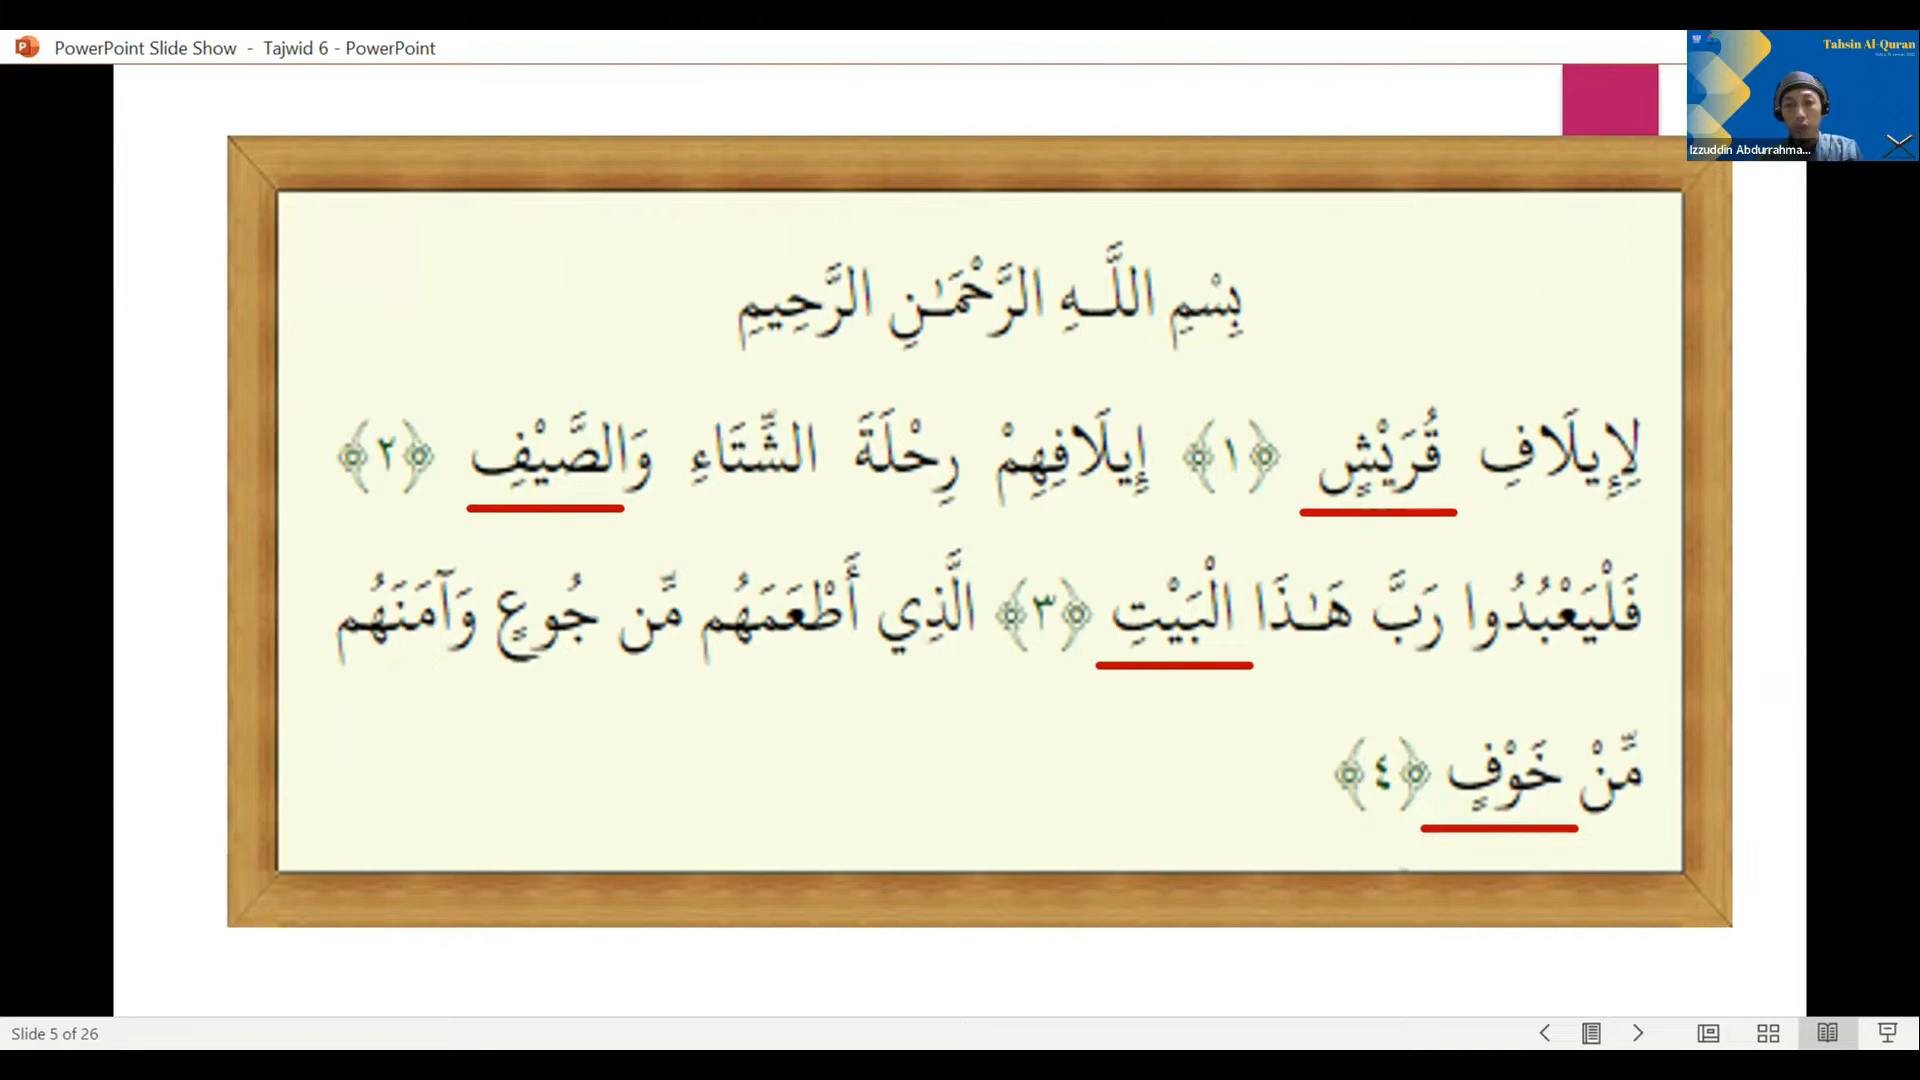 PowerPoint Slide Show - Tajwid 6 - PowerPoint
Tahsin Al-Quran
Izzuddin Abdurrahma...
بِسْمِ اللَّـهِ الرَّحْمَـٰنِ الرَّحِيمِ
لِإِيلَافِ قُرَيْشٍ ﴿١﴾ إِيلَافِهِمْ رِحْلَةَ الشِّتَاءِ وَالصَّيْفِ ﴿٢﴾
فَلْيَعْبُدُوا رَبَّ هَـٰذَا الْبَيْتِ ﴿٣﴾ الَّذِي أَطْعَمَهُم مِّن جُوعٍ وَآمَنَهُم
مِّنْ خَوْفٍ ﴿٤﴾
Slide 5 of 26